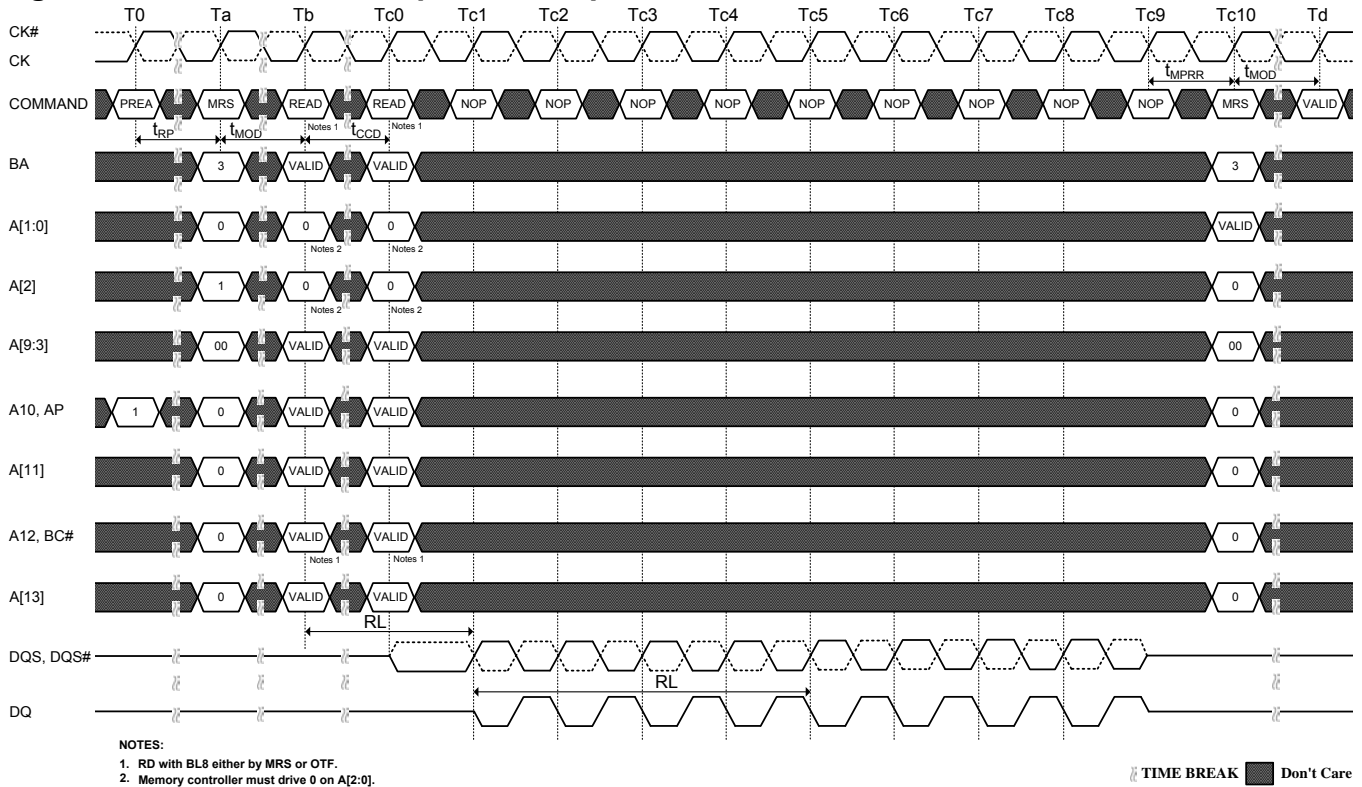 T0 Ta Tb Tc0 Tc1 Tc2 Tc3 Tc4 Tc5 Tc6 Tc7 Tc8 Tc9 Tc10 Td
CK#
CK
tMPRR tMOD
COMMAND PREA MRS READ READ NOP NOP NOP NOP NOP NOP NOP NOP NOP MRS VALID
Notes 1 Notes 1
tRP tMOD tCCD
BA 3 VALID VALID 3
A[1:0] 0 0 0 VALID
Notes 2 Notes 2
A[2] 1 0 0 0
Notes 2 Notes 2
A[9:3] 00 VALID VALID 00
A10, AP 1 0 VALID VALID 0
A[11] 0 VALID VALID 0
A12, BC# 0 VALID VALID 0
Notes 1 Notes 1
A[13] 0 VALID VALID 0
RL
DQS, DQS#
RL
DQ
NOTES:
1. RD with BL8 either by MRS or OTF.
2. Memory controller must drive 0 on A[2:0].
TIME BREAK Don't Care